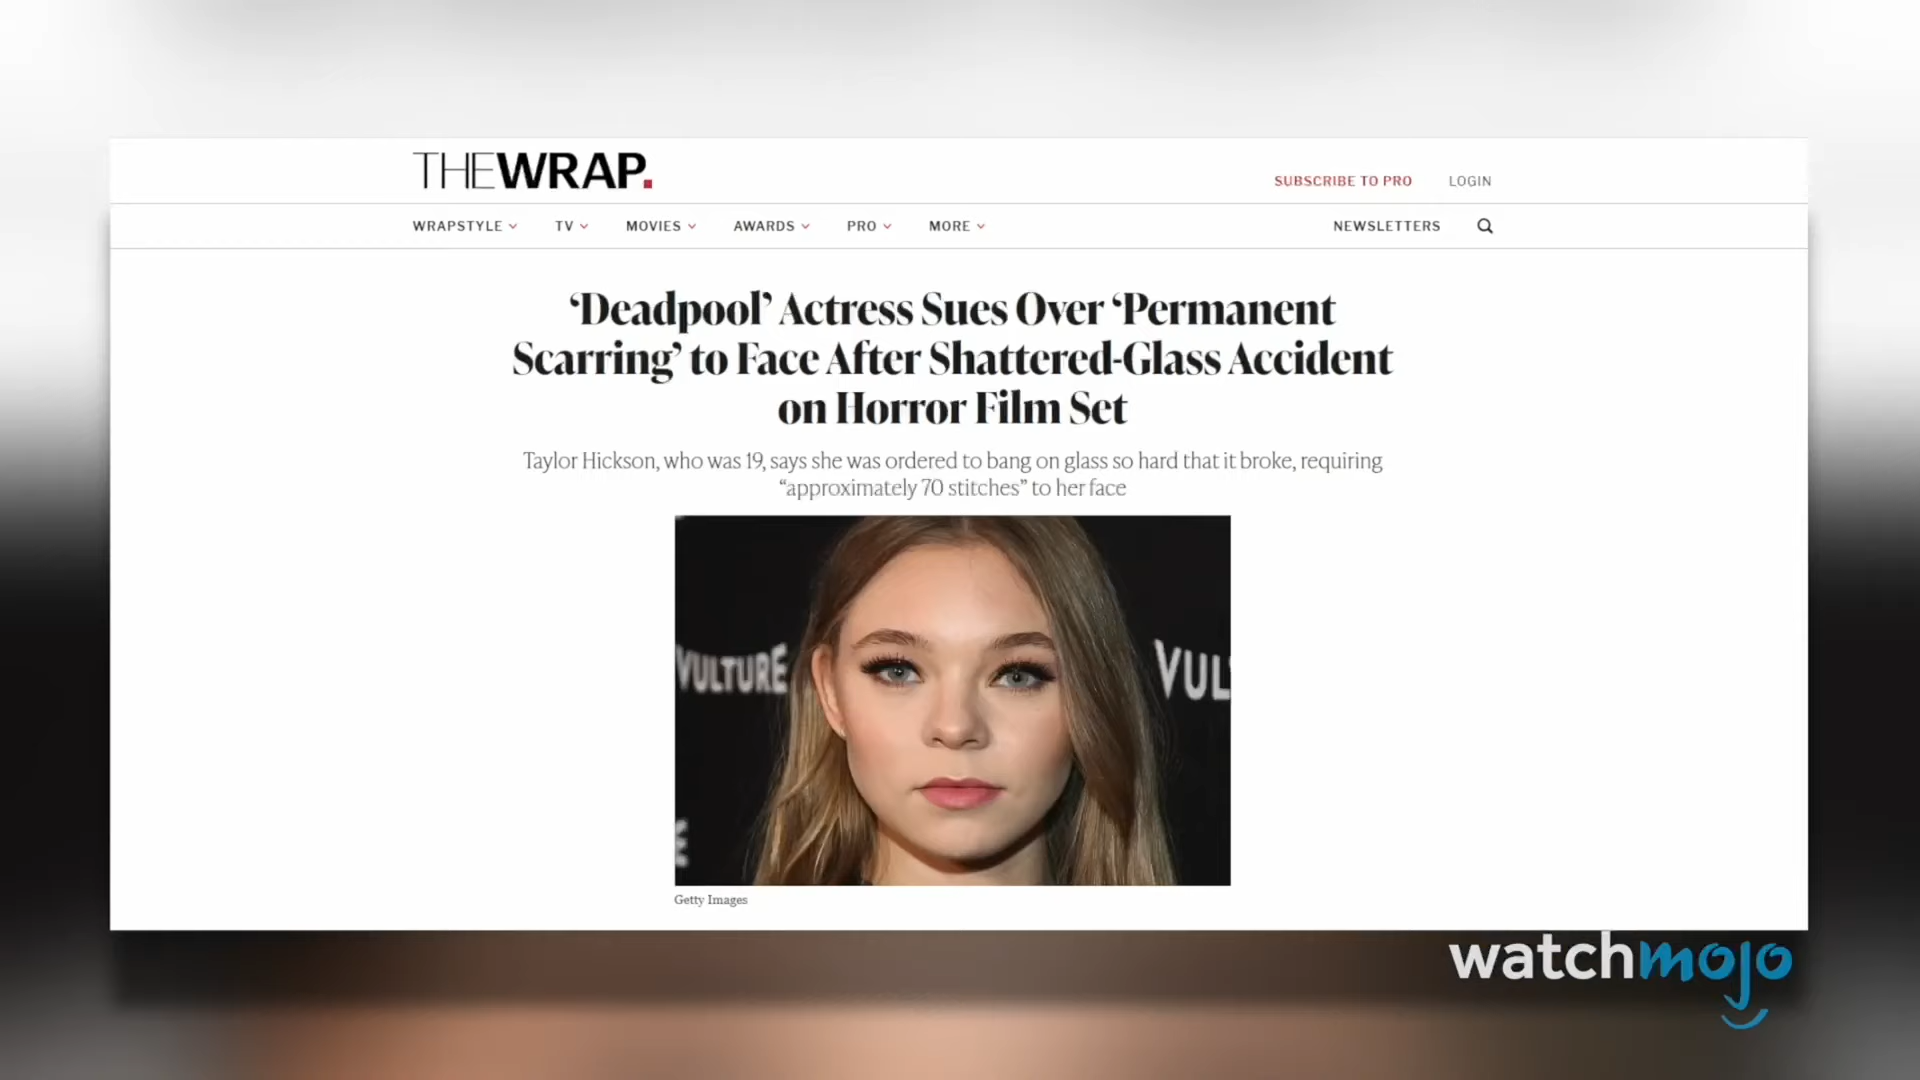 THEWRAP.
SUBSCRIBE TO PRO LOGIN
WRAPSTYLE TV MOVIES AWARDS PRO MORE NEWSLETTERS
‘Deadpool’ Actress Sues Over ‘Permanent
Scarring’ to Face After Shattered-Glass Accident
on Horror Film Set
Taylor Hickson, who was 19, says she was ordered to bang on glass so hard that it broke, requiring
“approximately 70 stitches” to her face
VULTURE VUL
E
Getty Images
watchmojo